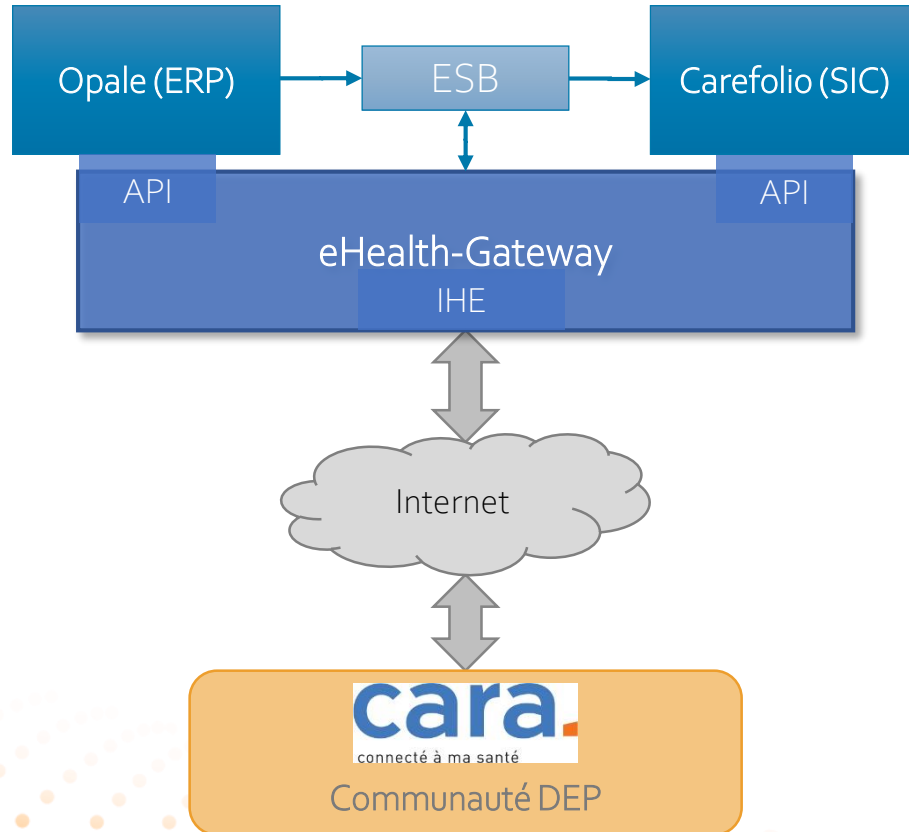 Opale (ERP)
ESB
Carefolio (SIC)
API
API
eHealth-Gateway
IHE
Internet
cara.
connecté à ma santé
Communauté DEP